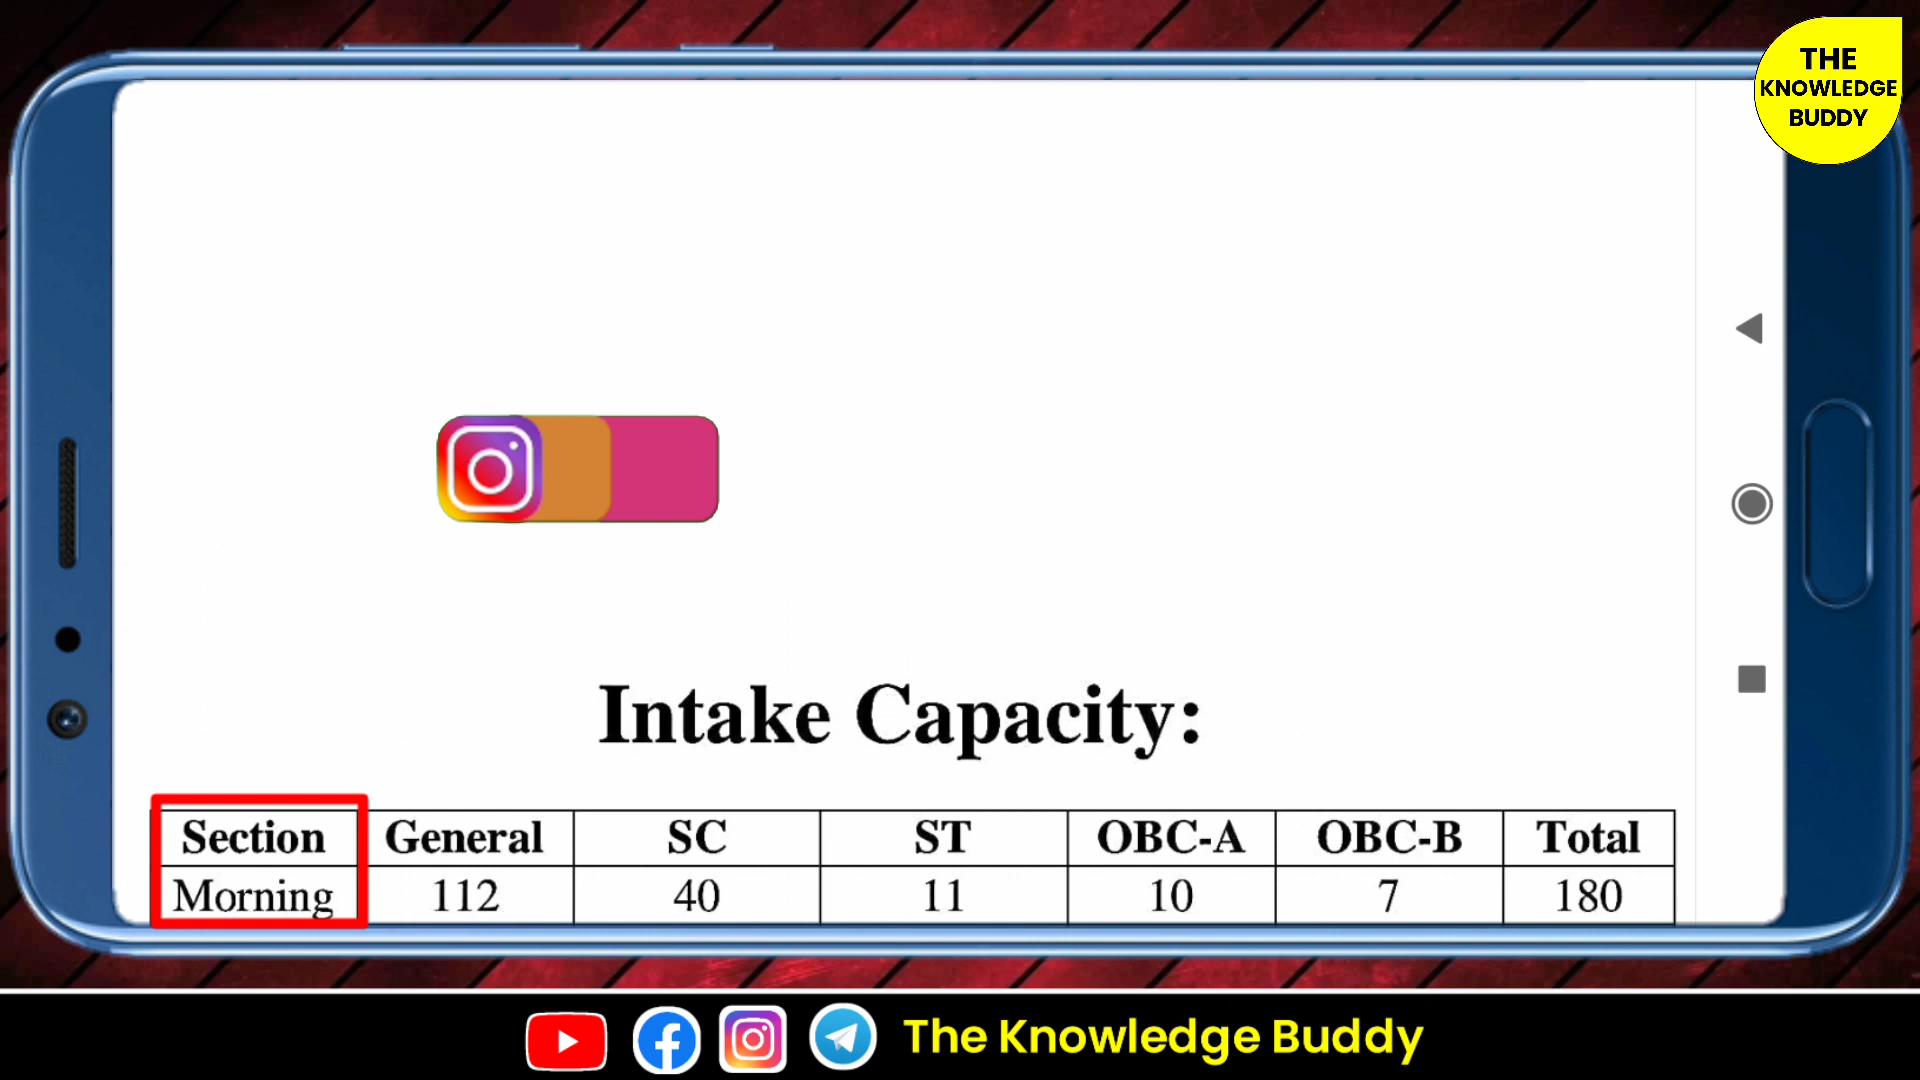 THE
KNOWLEDGE
BUDDY
Intake Capacity:
Section General SC ST OBC-A OBC-B Total
Morning 112 40 11 10 7 180
The Knowledge Buddy